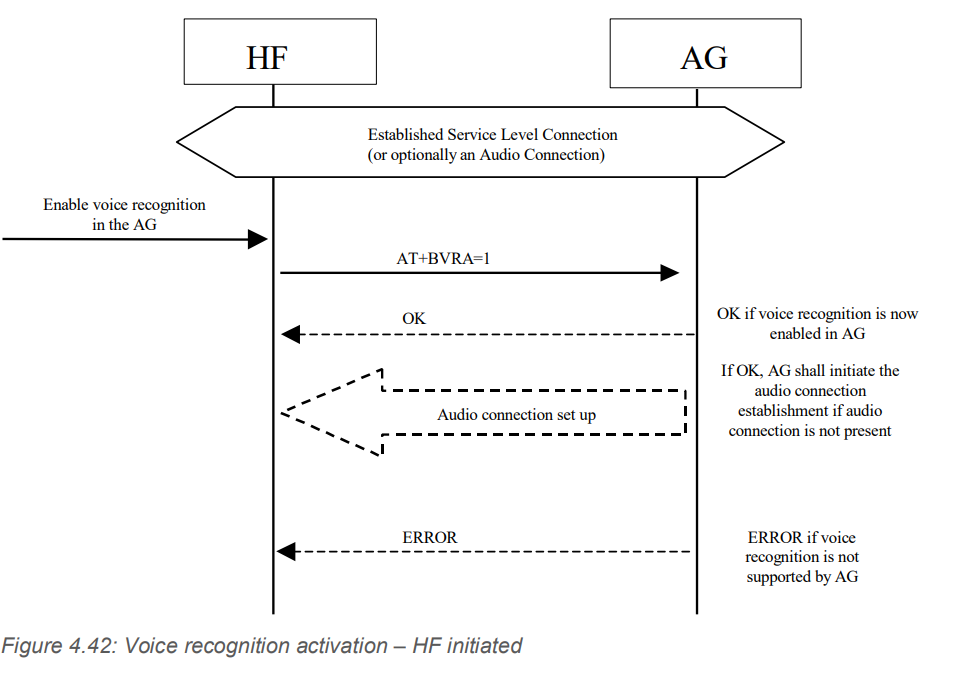 HF
AG
Established Service Level Connection
(or optionally an Audio Connection)
Enable voice recognition
in the AG
AT+BVRA=1
OK
OK if voice recognition is now
enabled in AG
If OK, AG shall initiate the
audio connection
establishment if audio
connection is not present
Audio connection set up
ERROR
ERROR if voice
recognition is not
supported by AG
Figure 4.42: Voice recognition activation – HF initiated